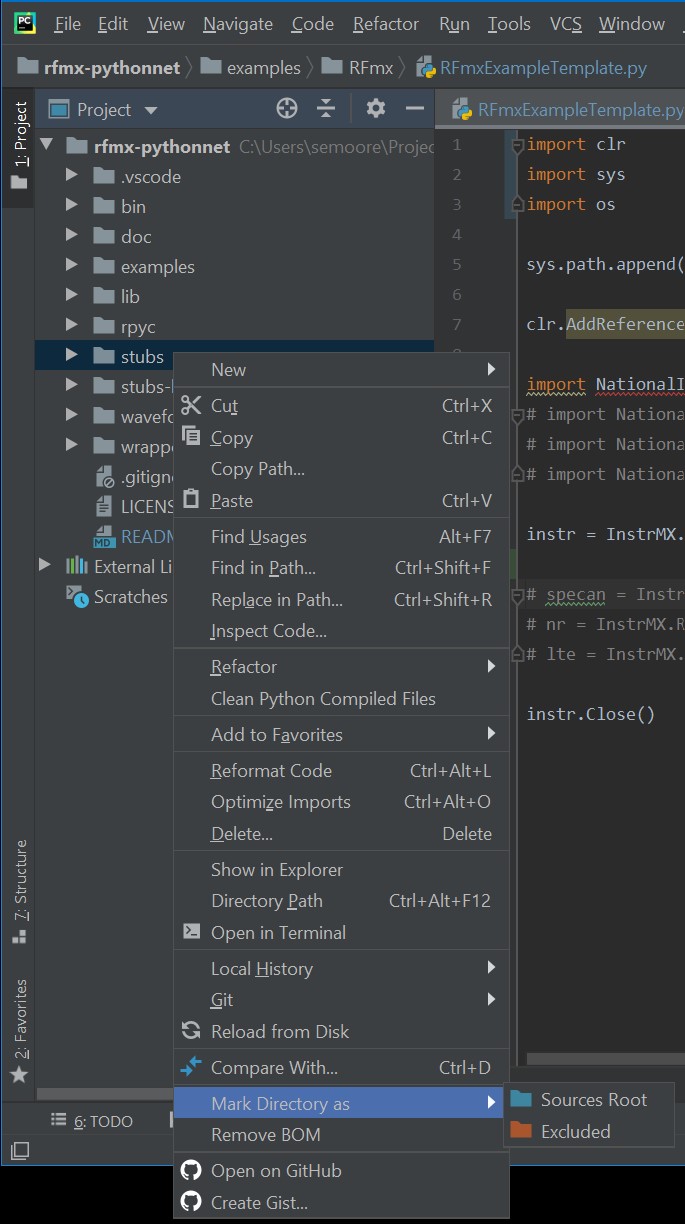 PC
File Edit View Navigate Code Refactor Run Tools VCS InstrMX Window
rfmx-pythonnet examples RFmx RFmxExampleTemplate.py
1: Project
Project
RFmxExampleTemplate.py
rfmx-pythonnet C:\Users\semoore\Projec
.vscode
bin
doc
examples
lib
rpyc
stubs
stubs-
wavefo
wrappe
.gitign
LICENS
MD READM
External Li
Scratches
1 import clr
2 import sys
3 import os
4
5 sys.path.append(
6
7 clr.AddReference
import NationalI
# import Nationa
# import Nationa
# import Nationa
instr = InstrMX.
# specan = Instr
# nr = InstrMX.R
# lte = InstrMX.
instr.Close()
New
Cut Ctrl+X
Copy Ctrl+C
Copy Path...
Paste Ctrl+V
Find Usages Alt+F7
Find in Path... Ctrl+Shift+F
Replace in Path... Ctrl+Shift+R
Inspect Code...
Refactor
Clean Python Compiled Files
Add to Favorites
Reformat Code Ctrl+Alt+L
Optimize Imports Ctrl+Alt+O
Delete... Delete
Show in Explorer
Directory Path Ctrl+Alt+F12
Open in Terminal
Local History
Git
Reload from Disk
Compare With... Ctrl+D
Mark Directory as
Sources Root
Excluded
Remove BOM
Open on GitHub
Create Gist...
7: Structure
2: Favorites
6: TODO